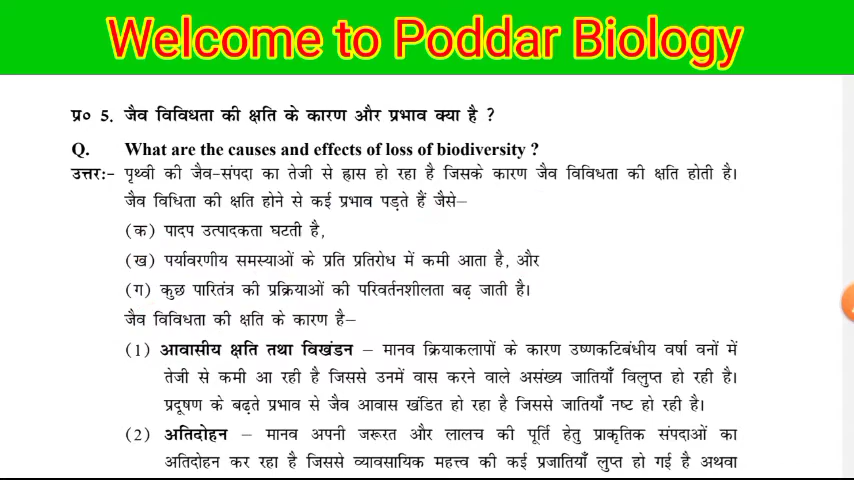 Welcome to Poddar Biology
प्र० 5. जैव विविधता की क्षति के कारण और प्रभाव क्या है ?
Q. What are the causes and effects of loss of biodiversity ?
उत्तर:- पृथ्वी की जैव-संपदा का तेजी से ह्रास हो रहा है जिसके कारण जैव विविधता की क्षति होती है।
जैव विधिता की क्षति होने से कई प्रभाव पड़ते हैं जैसे–
(क) पादप उत्पादकता घटती है,
(ख) पर्यावरणीय समस्याओं के प्रति प्रतिरोध में कमी आता है, और
(ग) कुछ पारितंत्र की प्रक्रियाओं की परिवर्तनशीलता बढ़ जाती है।
जैव विविधता की क्षति के कारण है–
(1) आवासीय क्षति तथा विखंडन – मानव क्रियाकलापों के कारण उष्णकटिबंधीय वर्षा वनों में
तेजी से कमी आ रही है जिससे उनमें वास करने वाले असंख्य जातियाँ विलुप्त हो रही है।
प्रदूषण के बढ़ते प्रभाव से जैव आवास खंडित हो रहा है जिससे जातियाँ नष्ट हो रही है।
(2) अतिदोहन – मानव अपनी जरूरत और लालच की पूर्ति हेतु प्राकृतिक संपदाओं का
अतिदोहन कर रहा है जिससे व्यावसायिक महत्त्व की कई प्रजातियाँ लुप्त हो गई है अथवा